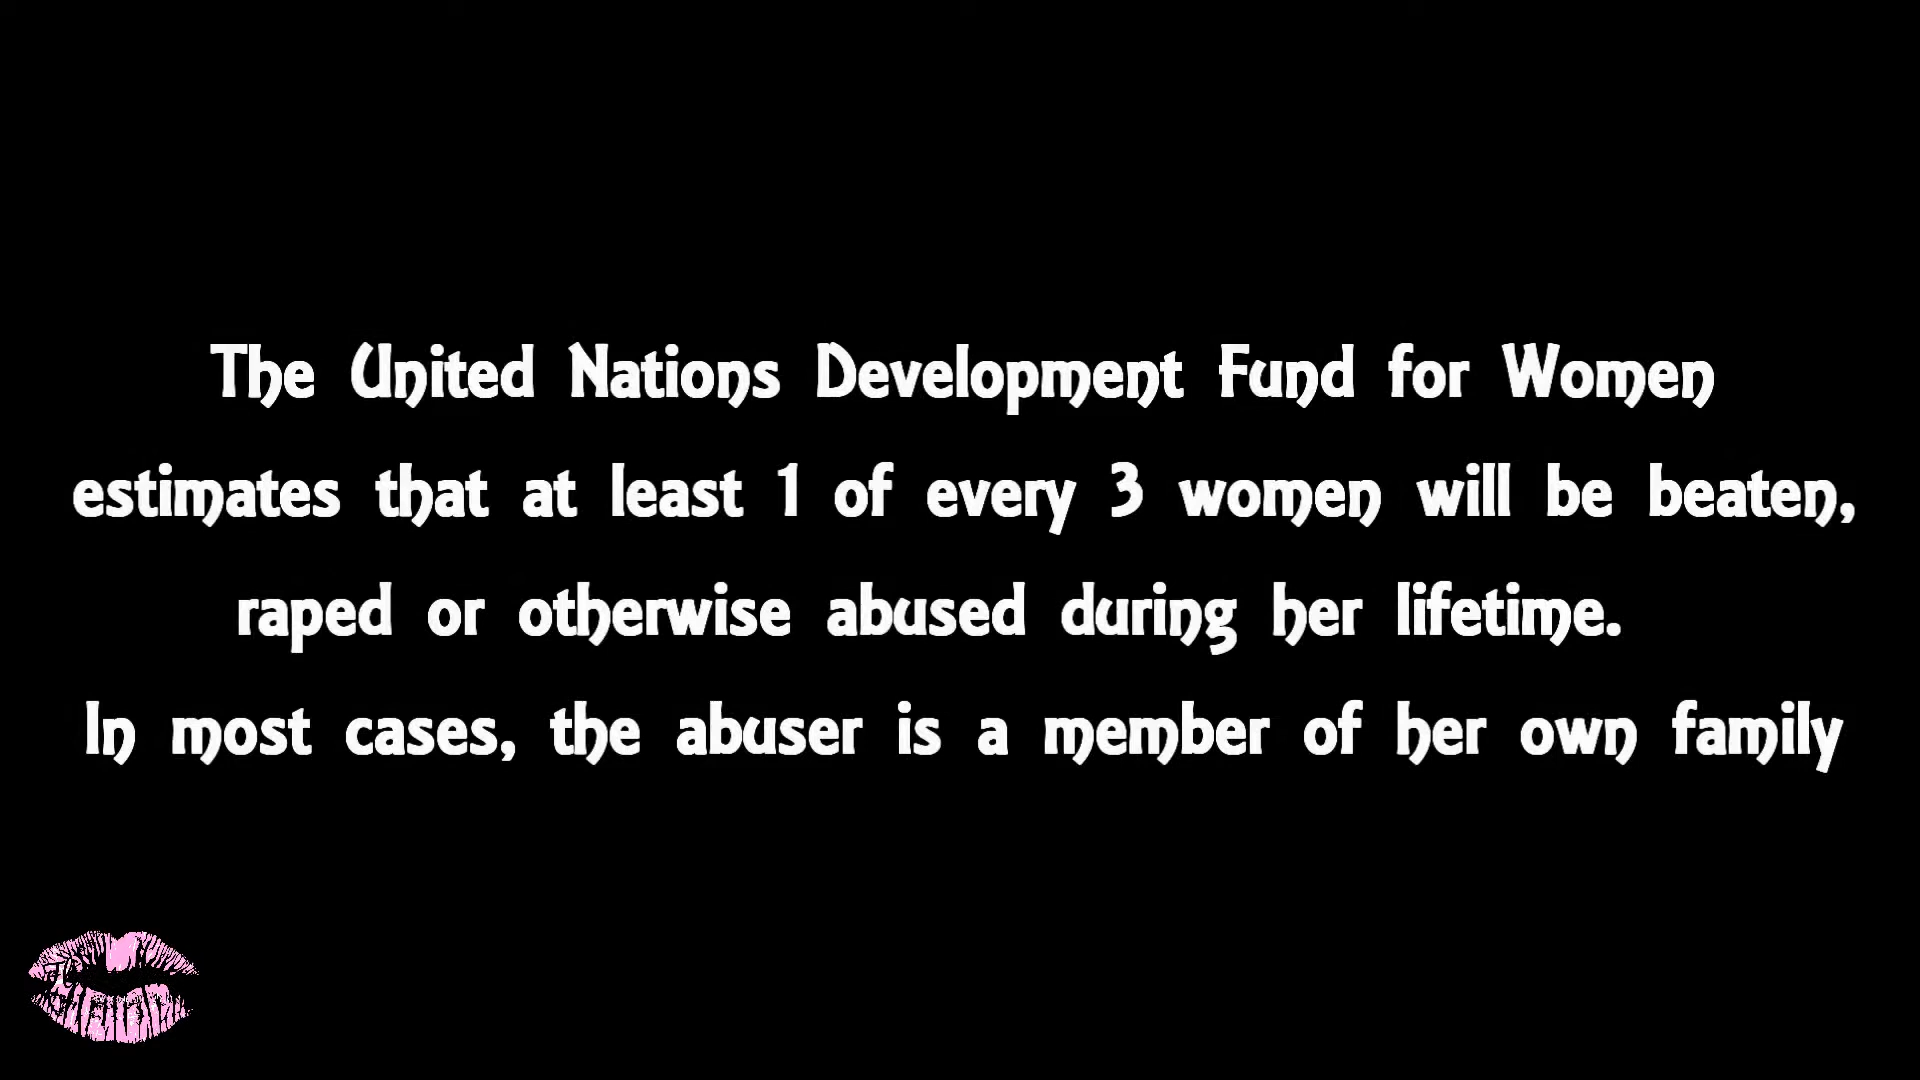 The United Nations Development Fund for Women
estimates that at least 1 of every 3 women will be beaten,
raped or otherwise abused during her lifetime.
In most cases, the abuser is a member of her own family